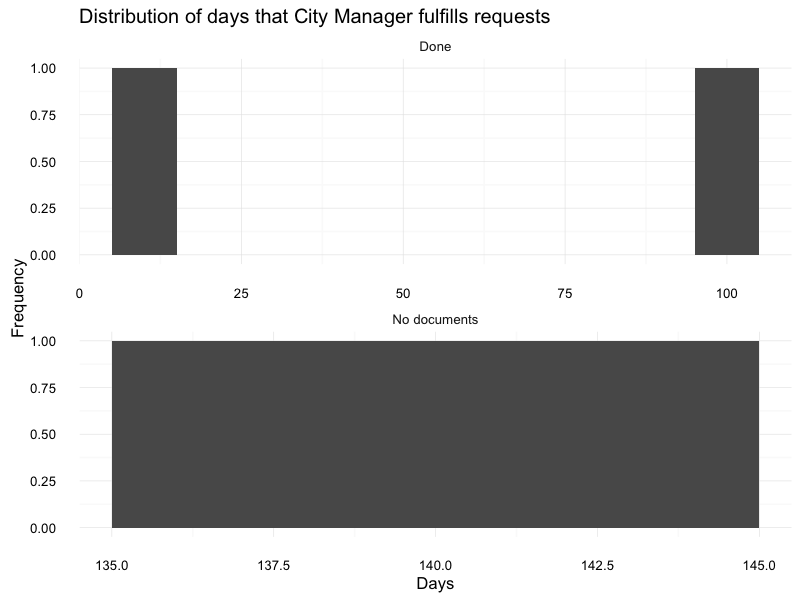 Distribution of days that City Manager fulfills requests
Done
1.00
0.75
0.50
0.25
0.00
0 25 50 75 100
Frequency
No documents
1.00
0.75
0.50
0.25
0.00
135.0 137.5 140.0 142.5 145.0
Days